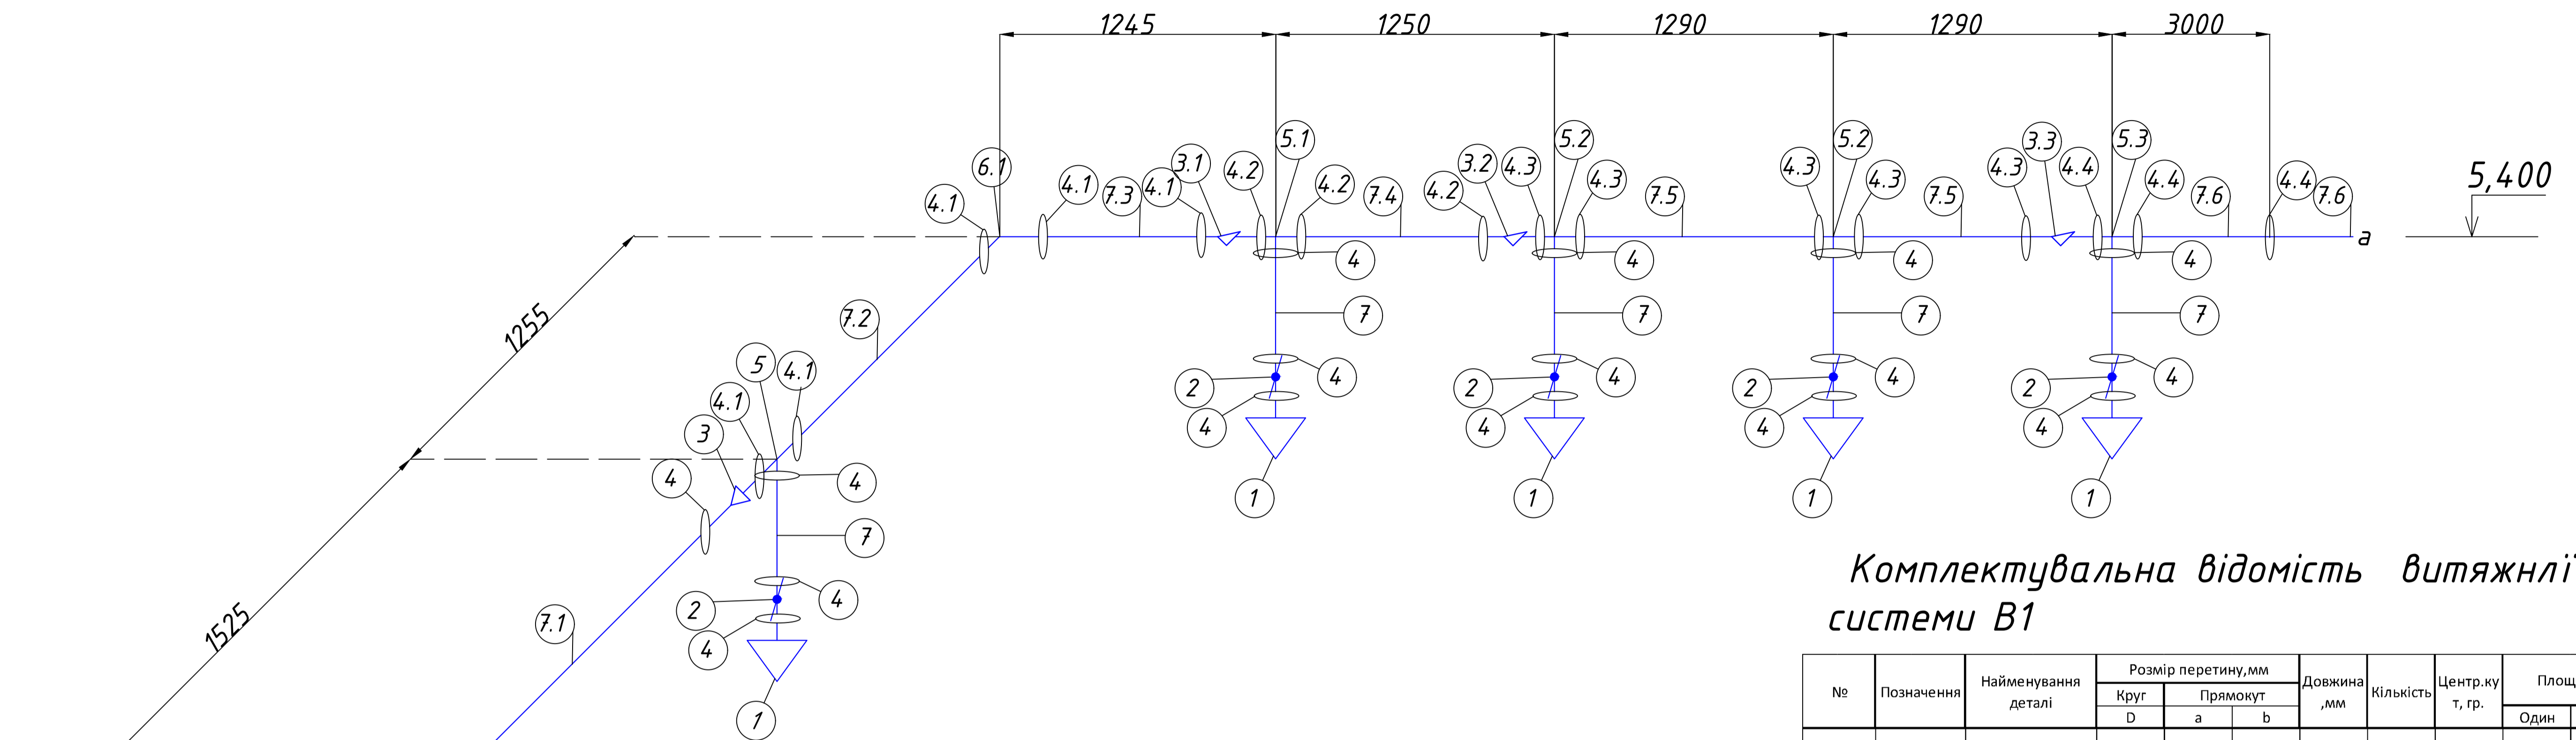 1245 1250 1290 1290 3000
5.1 5.2 5.2 3.3 5.3
6.1 4.1 7.3 4.1 3.1 4.2 4.2 7.4 4.2 3.2 4.3 4.3 7.5 4.3 4.3 7.5 4.3 4.4 4.4 7.6 4.4 7.6
5,400
4.1
а
4 4 4 4
1255
7.2 7 7 7 7
5 4.1
2 4 2 4 2 4 2 4
4.1
3 4 4 4 4
4 4
1 1 1 1
7
2 4
7.1
4
1525
1
Комплектувальна відомість витяжнлї
системи В1
№ Позначення Найменування деталі Розмір перетину,мм Довжина ,мм Кількість Центр.ку т, гр.
Круг Прямокут
D a b Один